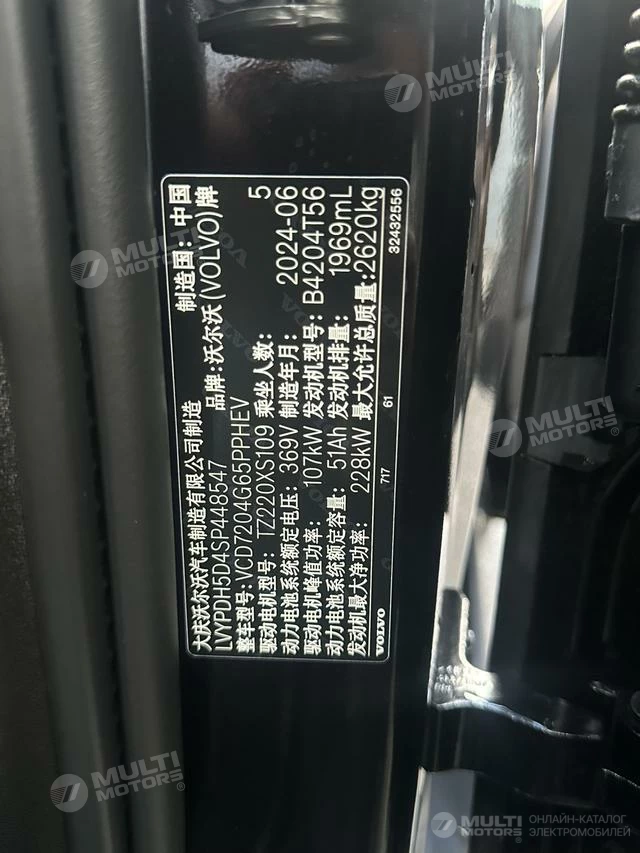 大庆沃尔沃汽车制造有限公司制造 制造国：中国
LVYPDH5D4SP448547 品牌：沃尔沃(VOLVO)牌
整车型号：VCD7204G65PPHEV
驱动电机型号：TZ220XS109 乘坐人数：5
动力电池系统额定电压：369V 制造年月：2024-06
驱动电机峰值功率：107kW 发动机型号：B4204T56
动力电池系统额定容量：51Ah 发动机排量：1969mL
发动机最大净功率：228kW 最大允许总质量：2620kg
VOLVO 717 61 32432556
MULTI MOTORS
MULTI MOTORS
MULTI MOTORS
MULTI MOTORS
MULTI MOTORS ОНЛАЙН-КАТАЛОГ ЭЛЕКТРОМОБИЛЕЙ